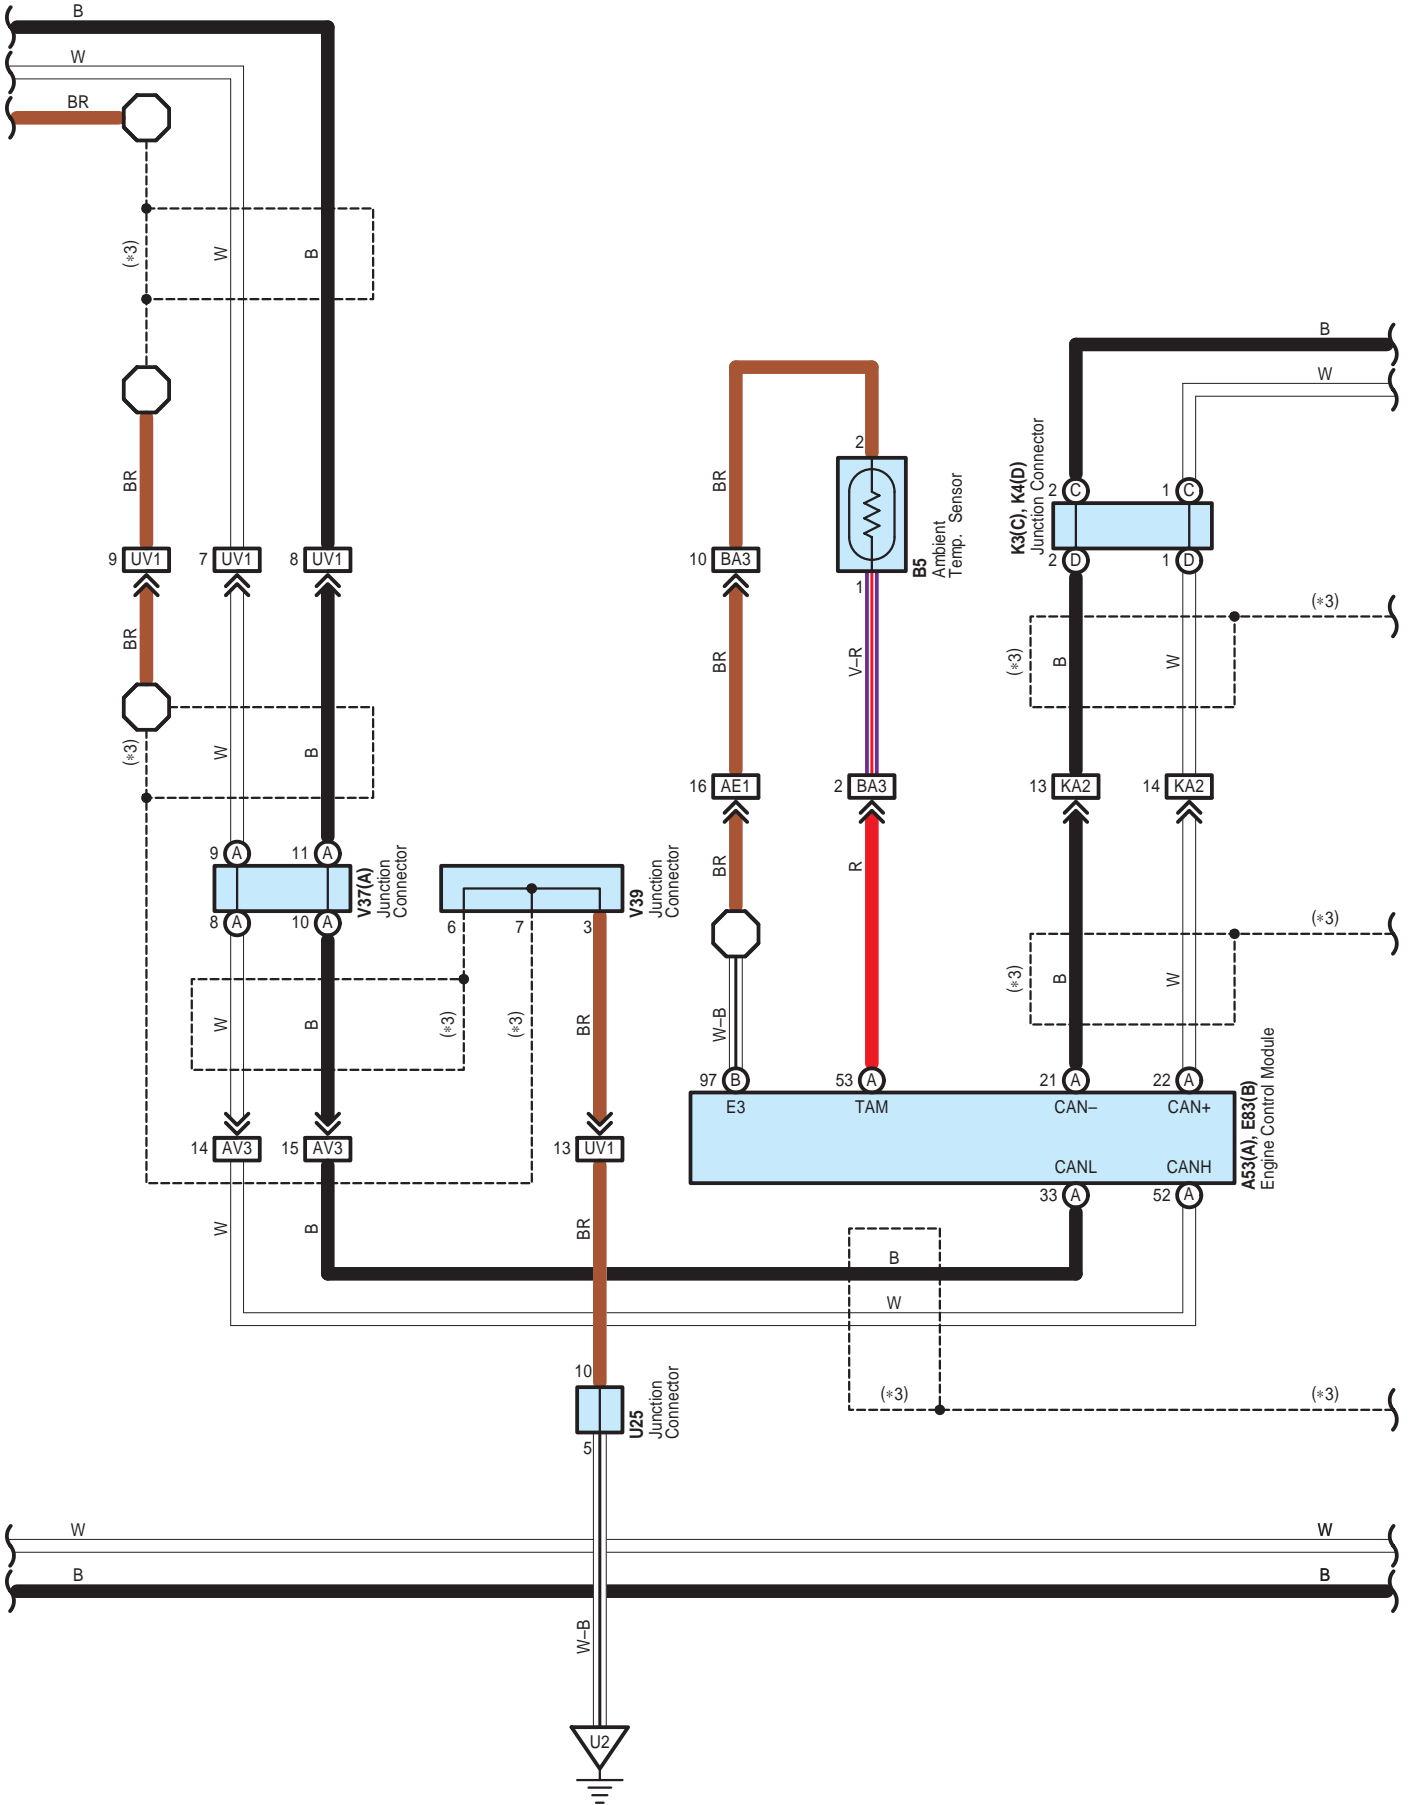 B
W
BR
(*3)
W
B
B
W
2
BR
BR
B5
Ambient
Temp. Sensor
K3(C), K4(D)
Junction Connector
2 C
1 C
2 D
1 D
9 UV1
7 UV1
8 UV1
10 BA3
1
(*3)
BR
BR
V–R
(*3)
B
W
(*3)
W
B
16 AE1
2 BA3
13 KA2
14 KA2
9 A
11 A
V37(A)
Junction
Connector
8 A
10 A
V39
Junction
Connector
6
7
3
BR
R
(*3)
(*3)
B
W
W
B
(*3)
(*3)
BR
W–B
97 B
53 A
21 A
22 A
E3
TAM
CAN–
CAN+
CANL
CANH
A53(A), E83(B)
Engine Control Module
14 AV3
15 AV3
13 UV1
33 A
52 A
W
B
BR
B
W
10
U25
Junction
Connector
5
(*3)
(*3)
W
W
B
B
W–B
U2